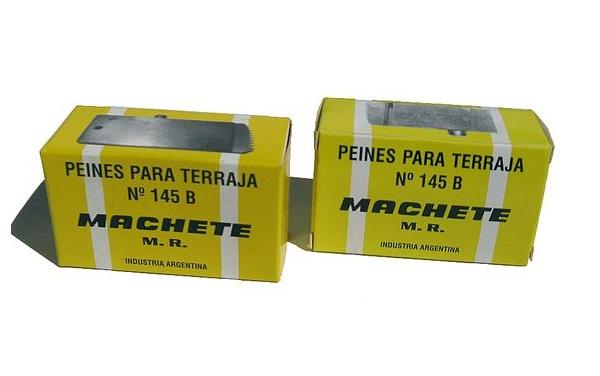 PEINES PARA TERRAJA
Nº 145 B
MACHETE
M. R.
INDUSTRIA ARGENTINA
PEINES PARA TERRAJA
Nº 145 B
MACHETE
M. R.
INDUSTRIA ARGENTINA